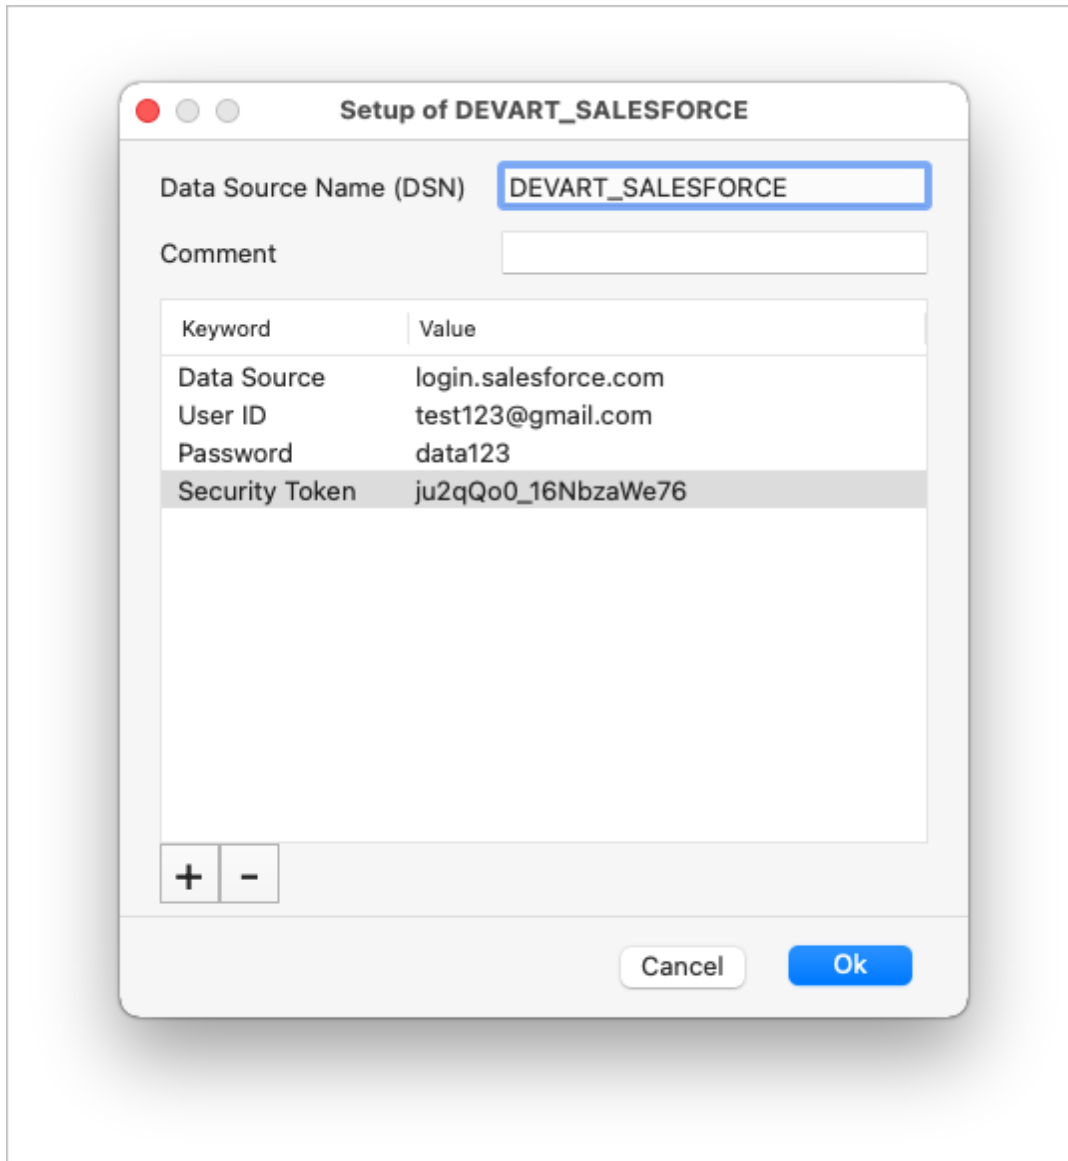 Setup of DEVART_SALESFORCE
Data Source Name (DSN) DEVART_SALESFORCE
Comment
Keyword Value
Data Source login.salesforce.com
User ID test123@gmail.com
Password data123
Security Token ju2qQo0_16NbzaWe76
+ -
Cancel Ok